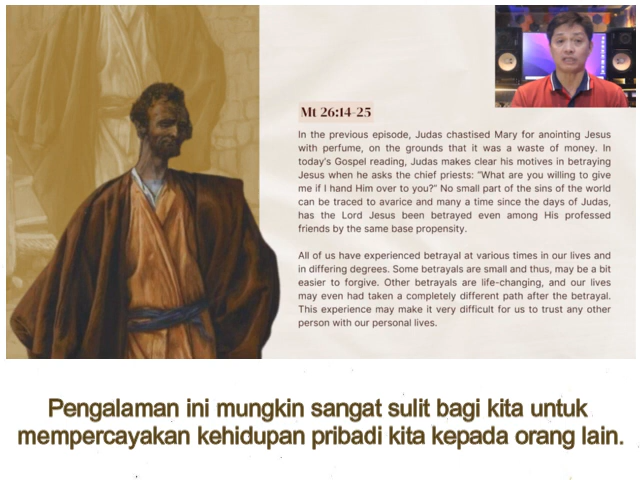 Mt 26:14-25
In the previous episode, Judas chastised Mary for anointing Jesus
with perfume, on the grounds that it was a waste of money. In
today's Gospel reading, Judas makes clear his motives in betraying
Jesus when he asks the chief priests: "What are you willing to give
me if I hand Him over to you?" No small part of the sins of the world
can be traced to avarice and many a time since the days of Judas,
has the Lord Jesus been betrayed even among His professed
friends by the same base propensity.
All of us have experienced betrayal at various times in our lives and
in differing degrees. Some betrayals are small and thus, may be a bit
easier to forgive. Other betrayals are life-changing, and our lives
may even had taken a completely different path after the betrayal.
This experience may make it very difficult for us to trust any other
person with our personal lives.
Pengalaman ini mungkin sangat sulit bagi kita untuk
mempercayakan kehidupan pribadi kita kepada orang lain.